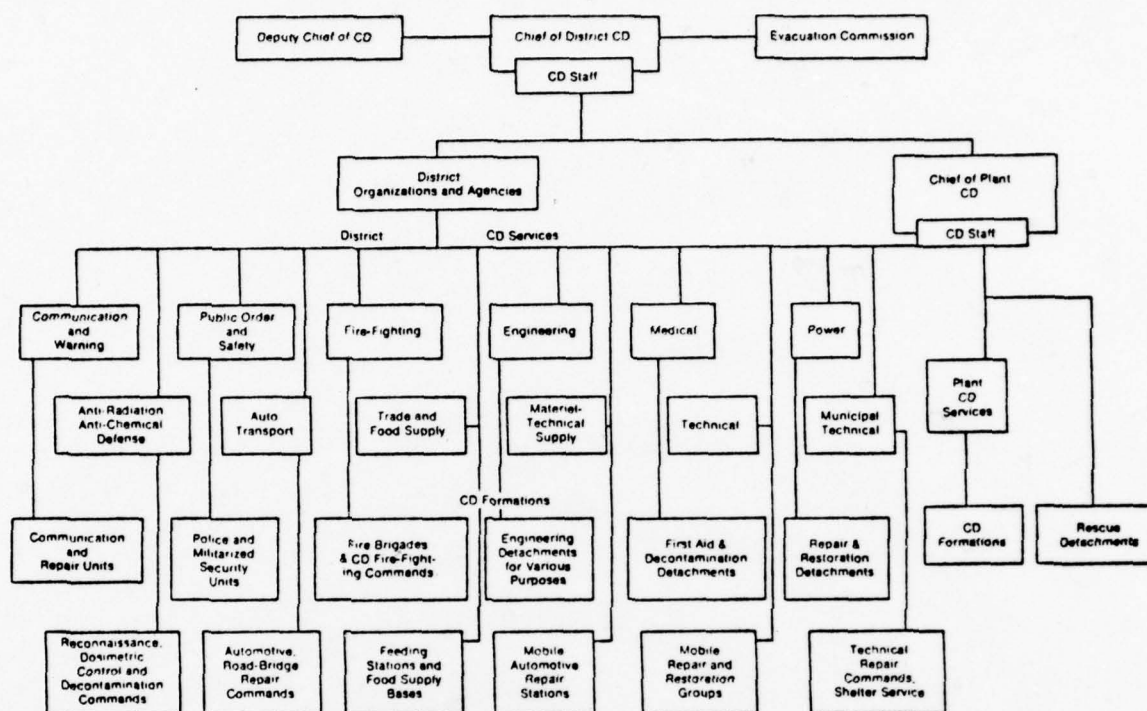 Deputy Chief of CD
Chief of District CD
Evacuation Commission
CD Staff
District
Organizations and Agencies
Chief of Plant
CD
CD Staff
District
CD Services
Communication
and
Warning
Public Order
and
Safety
Fire-Fighting
Engineering
Medical
Power
Plant
CD
Services
Anti-Radiation
Anti-Chemical
Defense
Auto
Transport
Trade and
Food Supply
Materiel-
Technical
Supply
Technical
Municipal
Technical
CD Formations
Communication
and
Repair Units
Police and
Militarized
Security
Units
Fire Brigades
& CD Fire-Fight-
ing Commands
Engineering
Detachments
for Various
Purposes
First Aid &
Decontamination
Detachments
Repair &
Restoration
Detachments
CD
Formations
Rescue
Detachments
Reconnaissance,
Dosimetric
Control and
Decontamination
Commands
Automotive,
Road-Bridge
Repair
Commands
Feeding
Stations and
Food Supply
Bases
Mobile
Automotive
Repair
Stations
Mobile
Repair and
Restoration
Groups
Technical
Repair
Commands,
Shelter Service